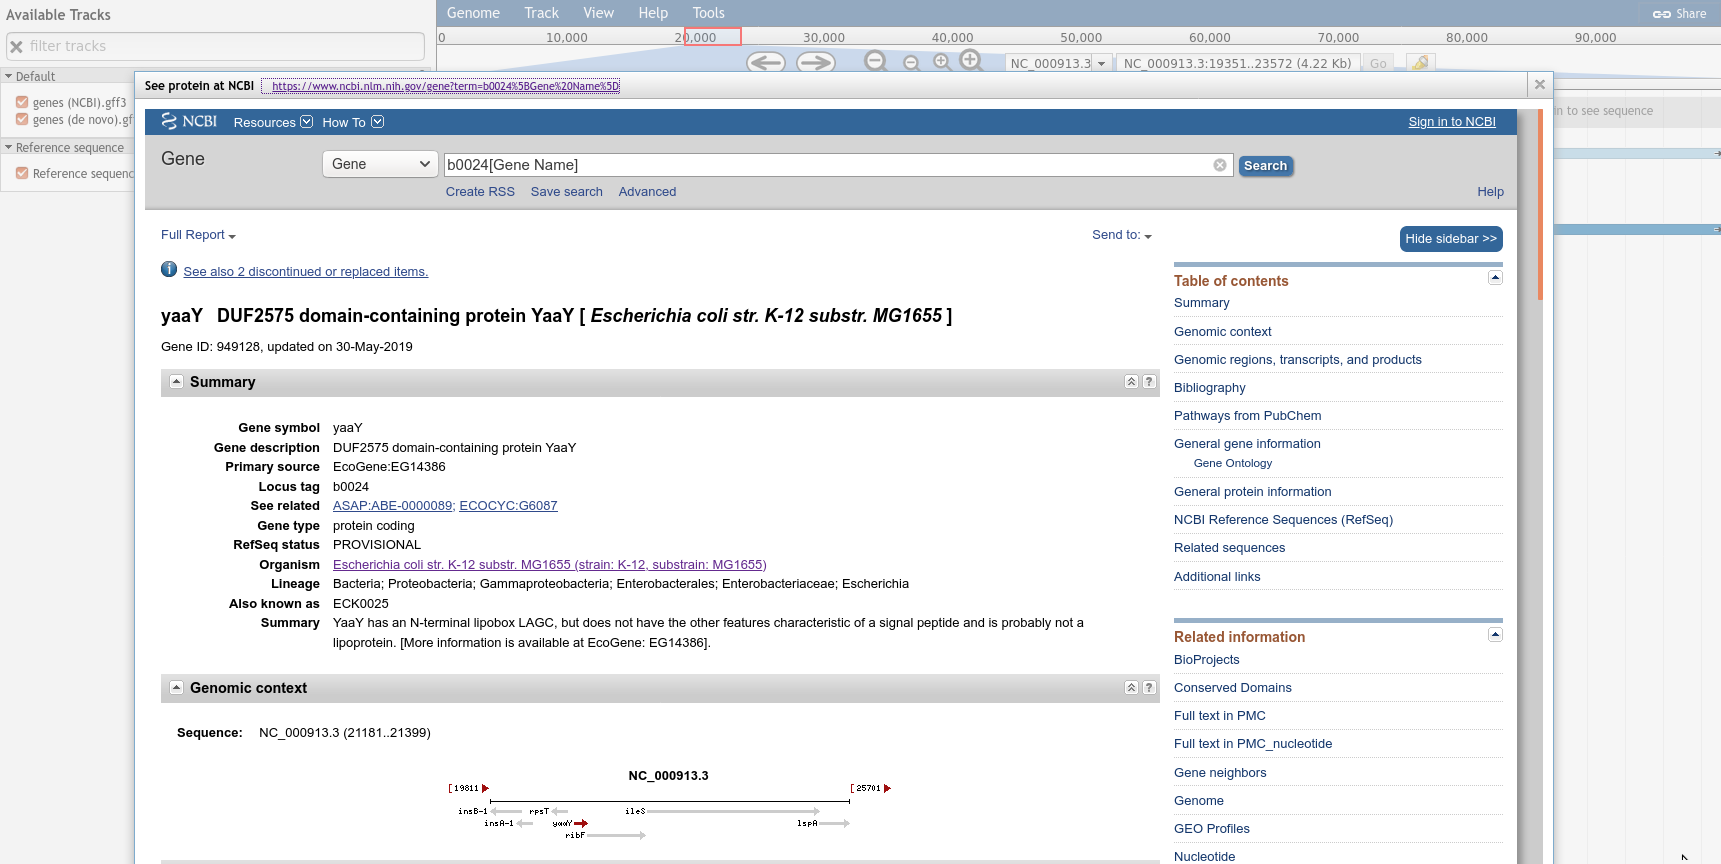 Available Tracks
Genome Track View Help Tools
Share
filter tracks
0 10,000 20,000 30,000 40,000 50,000 60,000 70,000 80,000 90,000
NC_000913.3
NC_000913.3:19351..23572 (4.22 Kb)
Go
Default
genes (NCBI).gff3
genes (de novo).gf
Reference sequence
Reference sequenc
See protein at NCBI https://www.ncbi.nlm.nih.gov/gene?term=b0024%5BGene%20Name%5D
in to see sequence
NCBI Resources How To
Sign in to NCBI
Gene
Gene
b0024[Gene Name]
Search
Create RSS Save search Advanced
Help
Full Report
Send to:
Hide sidebar >>
See also 2 discontinued or replaced items.
yaaY DUF2575 domain-containing protein YaaY [ Escherichia coli str. K-12 substr. MG1655 ]
Gene ID: 949128, updated on 30-May-2019
Summary
?
Gene symbol yaaY
Gene description DUF2575 domain-containing protein YaaY
Primary source EcoGene:EG14386
Locus tag b0024
See related ASAP:ABE-0000089; ECOCYC:G6087
Gene type protein coding
RefSeq status PROVISIONAL
Organism Escherichia coli str. K-12 substr. MG1655 (strain: K-12, substrain: MG1655)
Lineage Bacteria; Proteobacteria; Gammaproteobacteria; Enterobacterales; Enterobacteriaceae; Escherichia
Also known as ECK0025
Summary YaaY has an N-terminal lipobox LAGC, but does not have the other features characteristic of a signal peptide and is probably not a
lipoprotein. [More information is available at EcoGene: EG14386].
Genomic context
?
Sequence: NC_000913.3 (21181..21399)
NC_000913.3
[ 19811
[ 25701
insB-1 rpsT ileS
insA-1 yaaY lspA
ribF
Table of contents
Summary
Genomic context
Genomic regions, transcripts, and products
Bibliography
Pathways from PubChem
General gene information
Gene Ontology
General protein information
NCBI Reference Sequences (RefSeq)
Related sequences
Additional links
Related information
BioProjects
Conserved Domains
Full text in PMC
Full text in PMC_nucleotide
Gene neighbors
Genome
GEO Profiles
Nucleotide